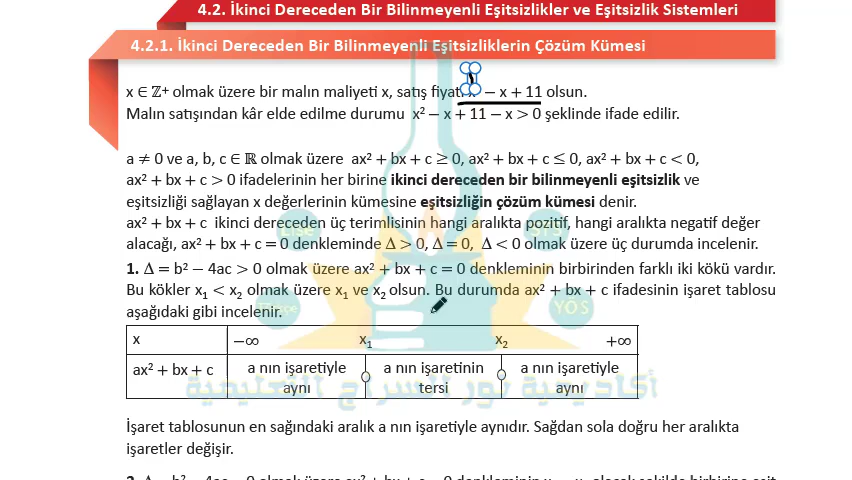 4.2. İkinci Dereceden Bir Bilinmeyenli Eşitsizlikler ve Eşitsizlik Sistemleri
4.2.1. İkinci Dereceden Bir Bilinmeyenli Eşitsizliklerin Çözüm Kümesi
x ∈ ℤ⁺ olmak üzere bir malın maliyeti x, satış fiyatı x² − x + 11 olsun.
Malın satışından kâr elde edilme durumu x² − x + 11 − x > 0 şeklinde ifade edilir.
a ≠ 0 ve a, b, c ∈ ℝ olmak üzere ax² + bx + c ≥ 0, ax² + bx + c ≤ 0, ax² + bx + c < 0,
ax² + bx + c > 0 ifadelerinin her birine ikinci dereceden bir bilinmeyenli eşitsizlik ve
eşitsizliği sağlayan x değerlerinin kümesine eşitsizliğin çözüm kümesi denir.
ax² + bx + c ikinci dereceden üç terimlisinin hangi aralıkta pozitif, hangi aralıkta negatif değer
alacağı, ax² + bx + c = 0 denkleminde Δ > 0, Δ = 0, Δ < 0 olmak üzere üç durumda incelenir.
1. Δ = b² − 4ac > 0 olmak üzere ax² + bx + c = 0 denkleminin birbirinden farklı iki kökü vardır.
Bu kökler x₁ < x₂ olmak üzere x₁ ve x₂ olsun. Bu durumda ax² + bx + c ifadesinin işaret tablosu
YÖS
aşağıdaki gibi incelenir.
x −∞ x₁ x₂ +∞
ax² + bx + c a nın işaretiyle a nın işaretinin a nın işaretiyle
aynı tersi aynı
أكاديمية نور السراج التعليمية
İşaret tablosunun en sağındaki aralık a nın işaretiyle aynıdır. Sağdan sola doğru her aralıkta
işaretler değişir.